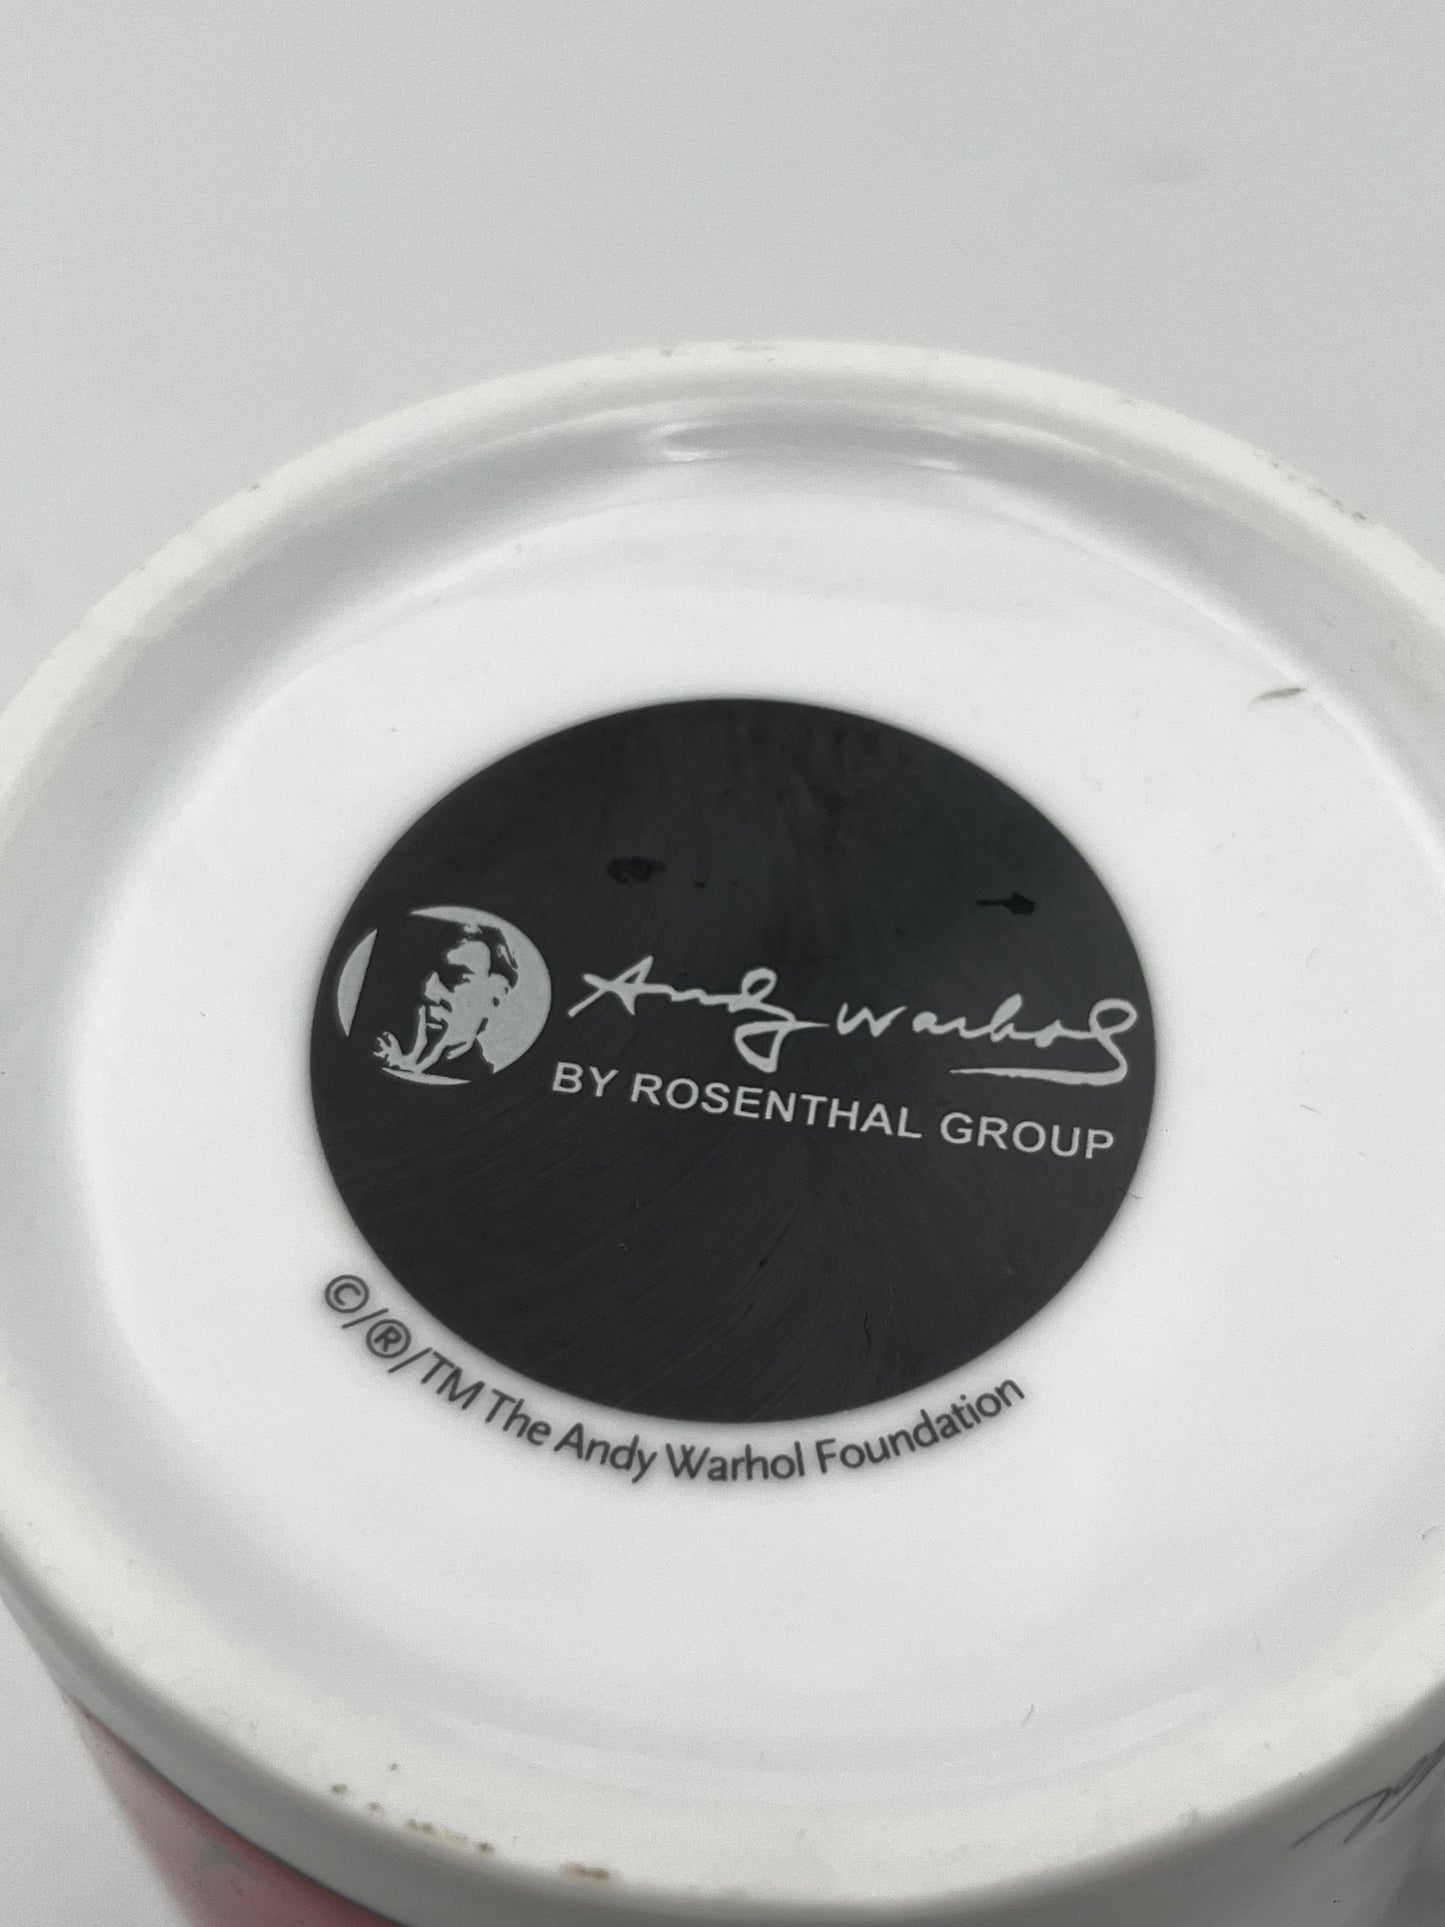 Andy Warhol
BY ROSENTHAL GROUP
©/®/TM The Andy Warhol Foundation